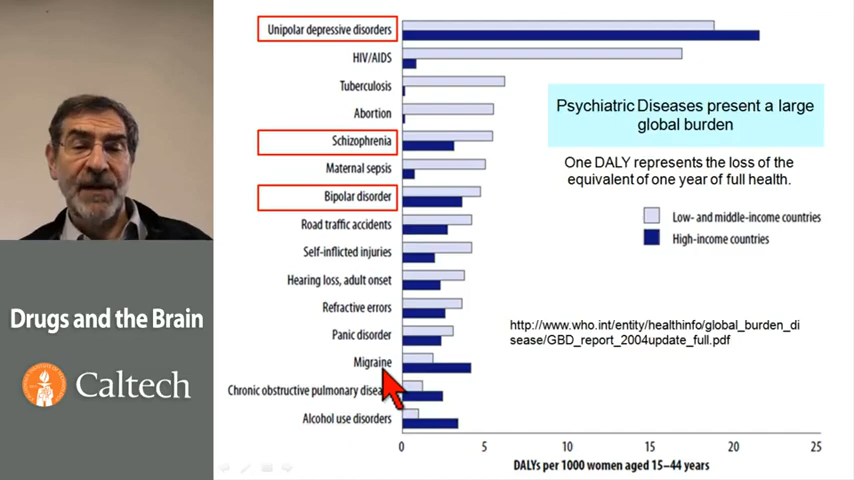 Unipolar depressive disorders
HIV/AIDS
Tuberculosis
Abortion
Schizophrenia
Maternal sepsis
Bipolar disorder
Road traffic accidents
Self-inflicted injuries
Hearing loss, adult onset
Refractive errors
Panic disorder
Migraine
Chronic obstructive pulmonary
Alcohol use disorders
0 5 10 15 20 25
DALYs per 1000 women aged 15–44 years
Psychiatric Diseases present a large
global burden
One DALY represents the loss of the
equivalent of one year of full health.
Low- and middle-income countries
High-income countries
http://www.who.int/entity/healthinfo/global_burden_di
sease/GBD_report_2004update_full.pdf
Drugs and the Brain
Caltech